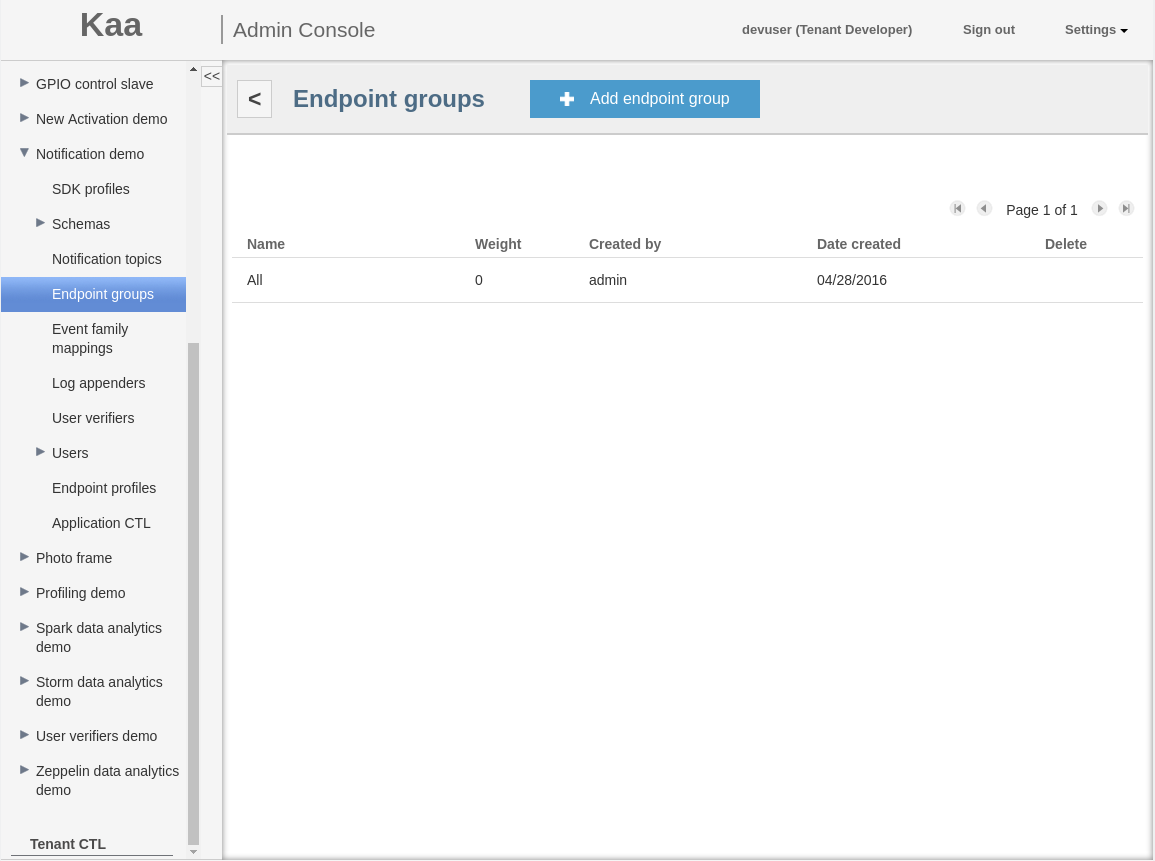 Kaa
Admin Console
devuser (Tenant Developer)
Sign out
Settings
GPIO control slave
New Activation demo
Notification demo
SDK profiles
Schemas
Notification topics
Endpoint groups
Event family
mappings
Log appenders
User verifiers
Users
Endpoint profiles
Application CTL
Photo frame
Profiling demo
Spark data analytics
demo
Storm data analytics
demo
User verifiers demo
Zeppelin data analytics
demo
Tenant CTL
<<
<
Endpoint groups
Add endpoint group
Page 1 of 1
Name Weight Created by Date created Delete
All 0 admin 04/28/2016